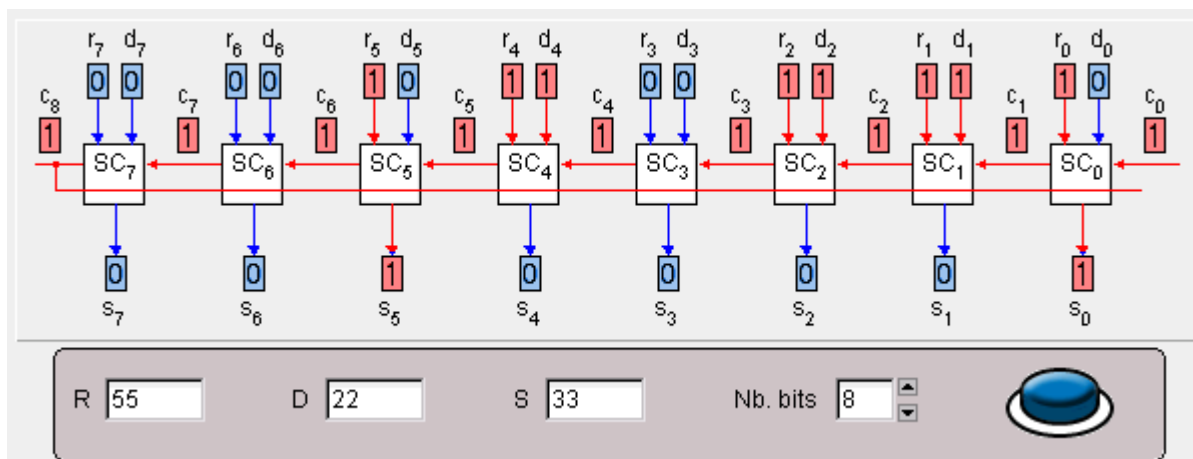 r7 d7 r6 d6 r5 d5 r4 d4 r3 d3 r2 d2 r1 d1 r0 d0
0 0 0 0 1 0 1 1 0 0 1 1 1 1 1 0
c8 c7 c6 c5 c4 c3 c2 c1 c0
1 1 1 1 1 1 1 1 1
SC7 SC6 SC5 SC4 SC3 SC2 SC1 SC0
0 0 1 0 0 0 0 1
s7 s6 s5 s4 s3 s2 s1 s0
R 55 D 22 S 33 Nb. bits 8